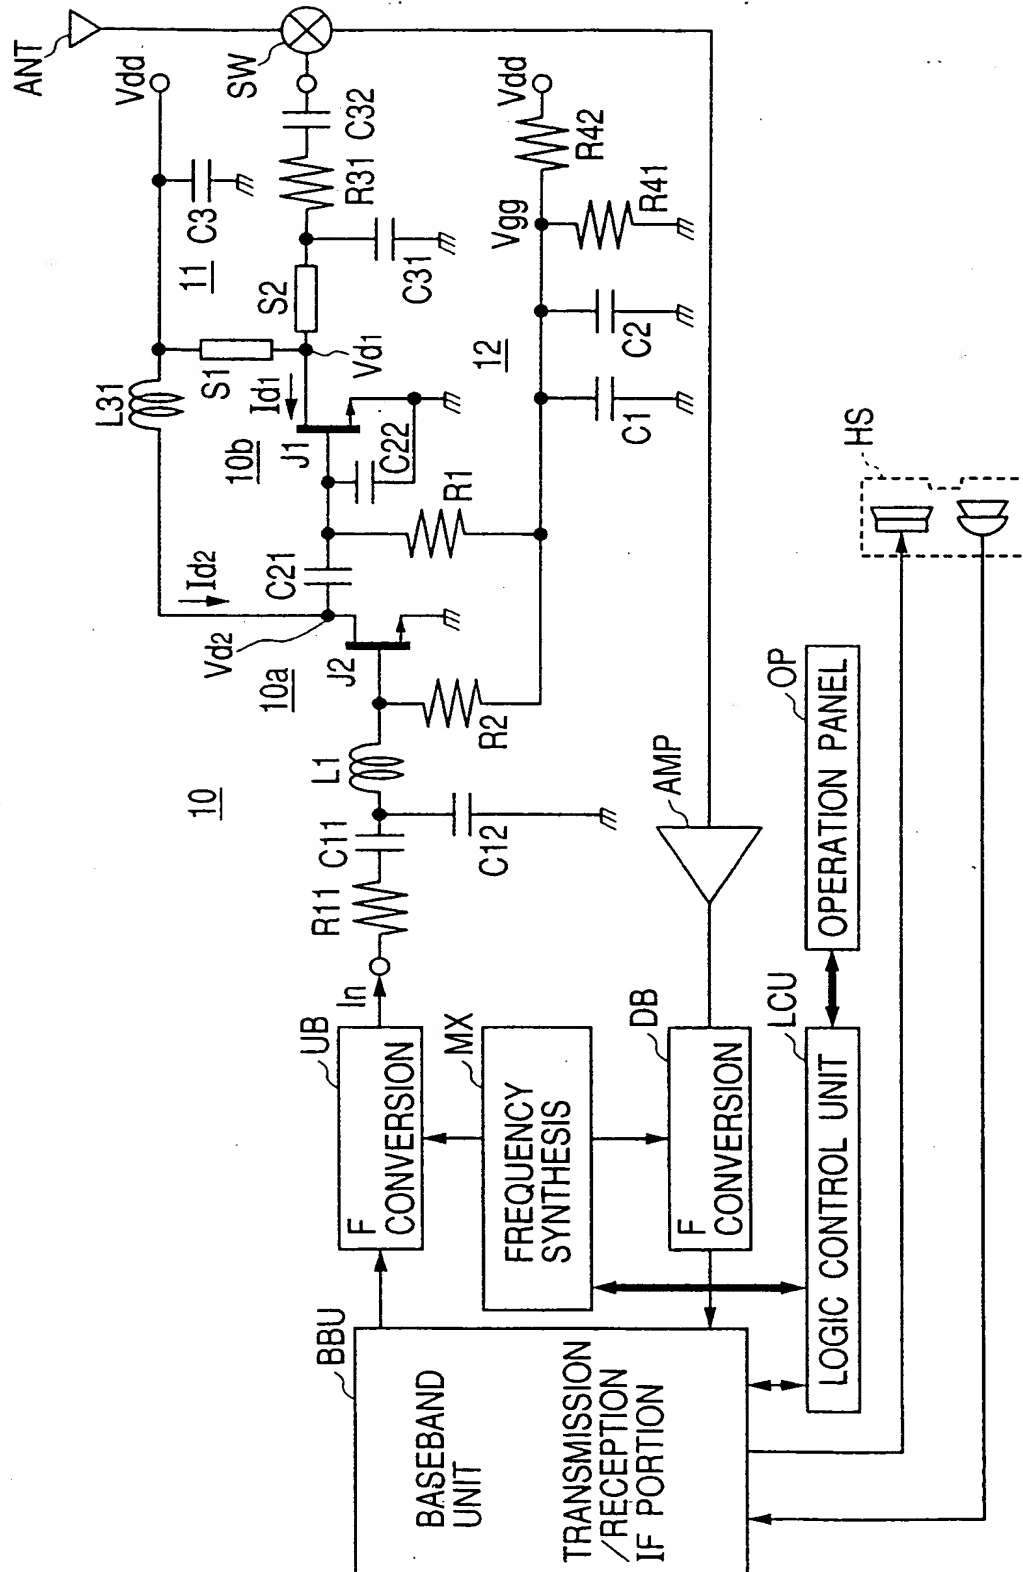 ANT
SW
Vdd
C32
R31
C3
11
S2
C31
S1
Vd1
Id1
L31
10b
J1
C22
R1
C21
Id2
Vd2
10a
J2
R2
12
C1
C2
Vgg
R41
R42
Vdd
10
L1
C11
C12
R11
In
UB
F
CONVERSION
MX
FREQUENCY
SYNTHESIS
DB
F
CONVERSION
AMP
HS
OP
OPERATION PANEL
LCU
LOGIC CONTROL UNIT
BBU
BASEBAND
UNIT
TRANSMISSION
/RECEPTION
IF PORTION